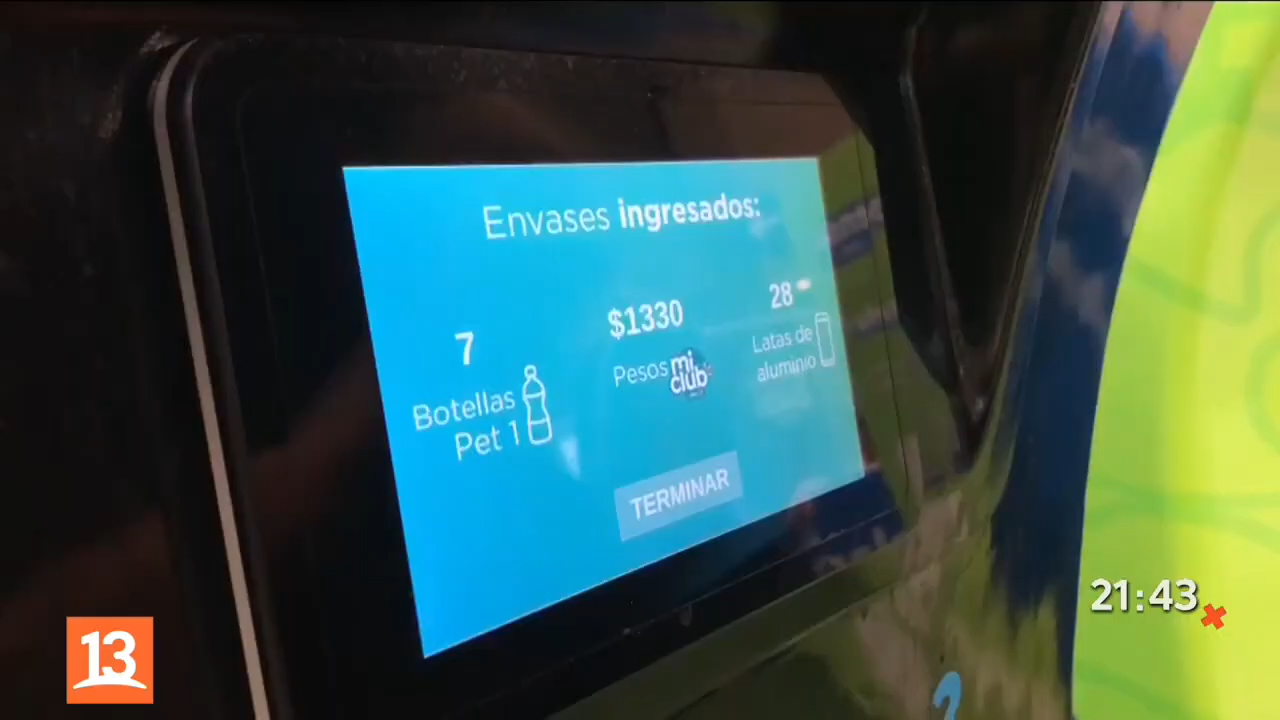 Envases ingresados:
7
Botellas
Pet 1
$1330
Pesos mi club
28
Latas de
aluminio
TERMINAR
21:43
13